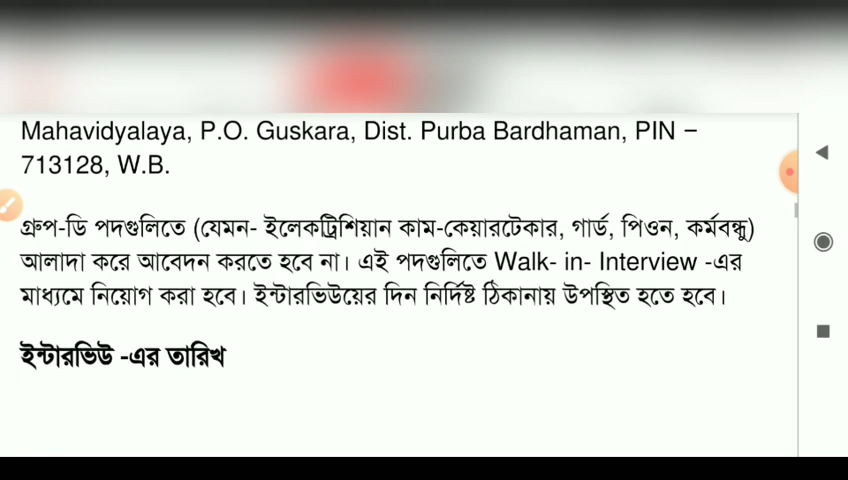 Mahavidyalaya, P.O. Guskara, Dist. Purba Bardhaman, PIN –
713128, W.B.
গ্রুপ-ডি পদগুলিতে (যেমন- ইলেকট্রিশিয়ান কাম-কেয়ারটেকার, গার্ড, পিওন, কর্মবন্ধু)
আলাদা করে আবেদন করতে হবে না। এই পদগুলিতে Walk- in- Interview -এর
মাধ্যমে নিয়োগ করা হবে। ইন্টারভিউয়ের দিন নির্দিষ্ট ঠিকানায় উপস্থিত হতে হবে।
ইন্টারভিউ -এর তারিখ